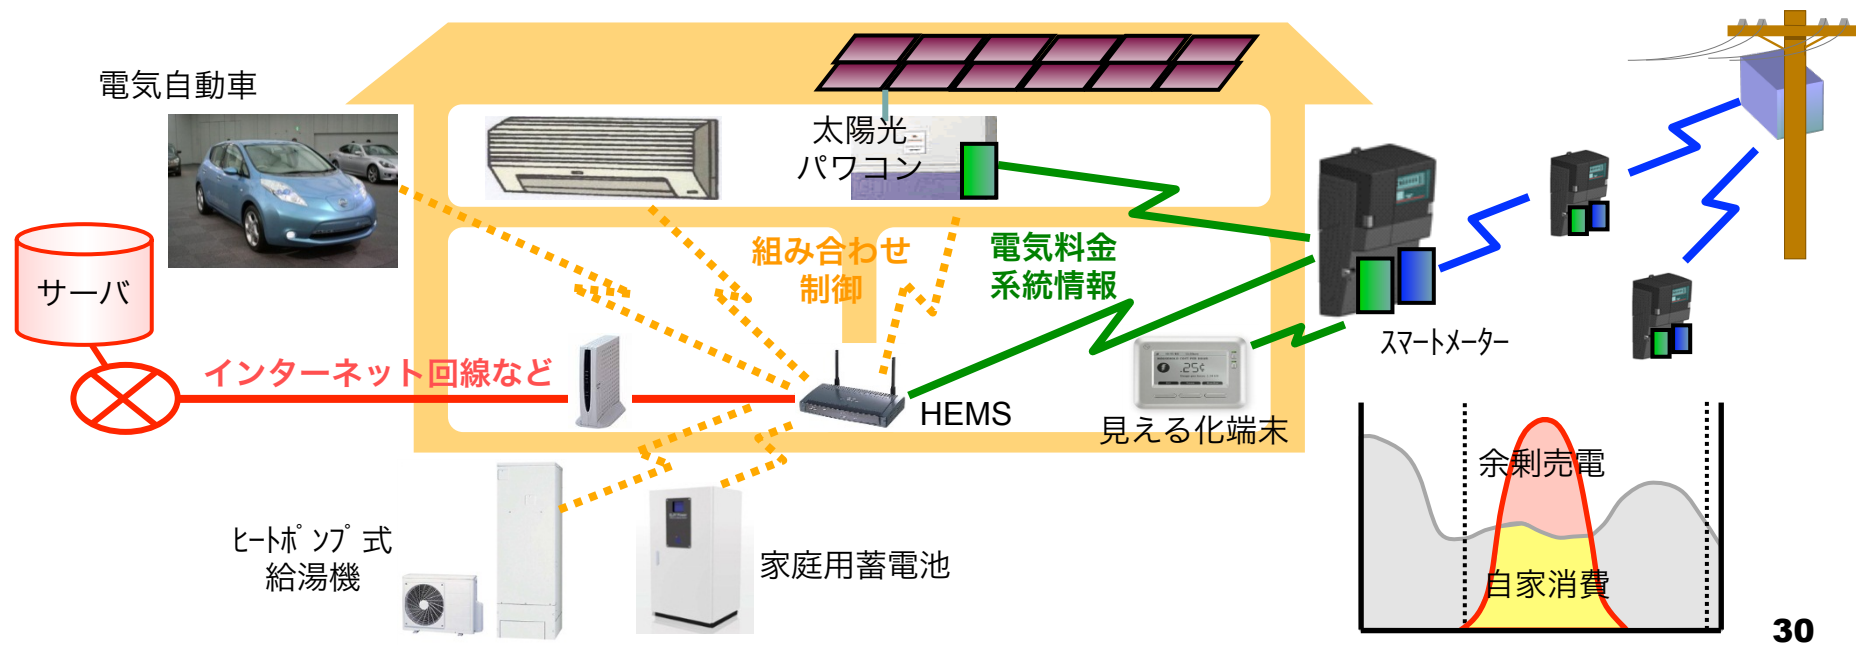 電気自動車
太陽光
パワコン
サーバ
組み合わせ
制御
電気料金
系統情報
スマートメーター
インターネット回線など
.25¢
HEMS
見える化端末
余剰売電
自家消費
ヒートポンプ式
給湯機
家庭用蓄電池
30